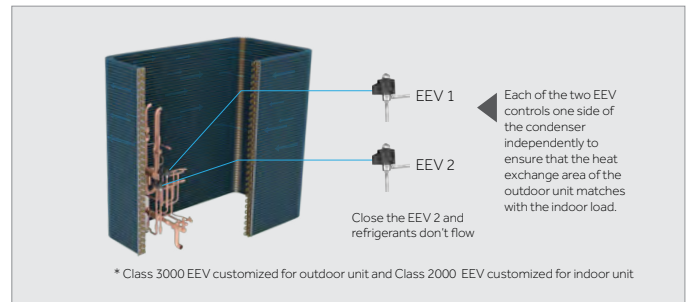 EEV 1
EEV 2
Close the EEV 2 and
refrigerants don't flow
Each of the two EEV
controls one side of
the condenser
independently to
ensure that the heat
exchange area of the
outdoor unit matches
with the indoor load.
* Class 3000 EEV customized for outdoor unit and Class 2000 EEV customized for indoor unit